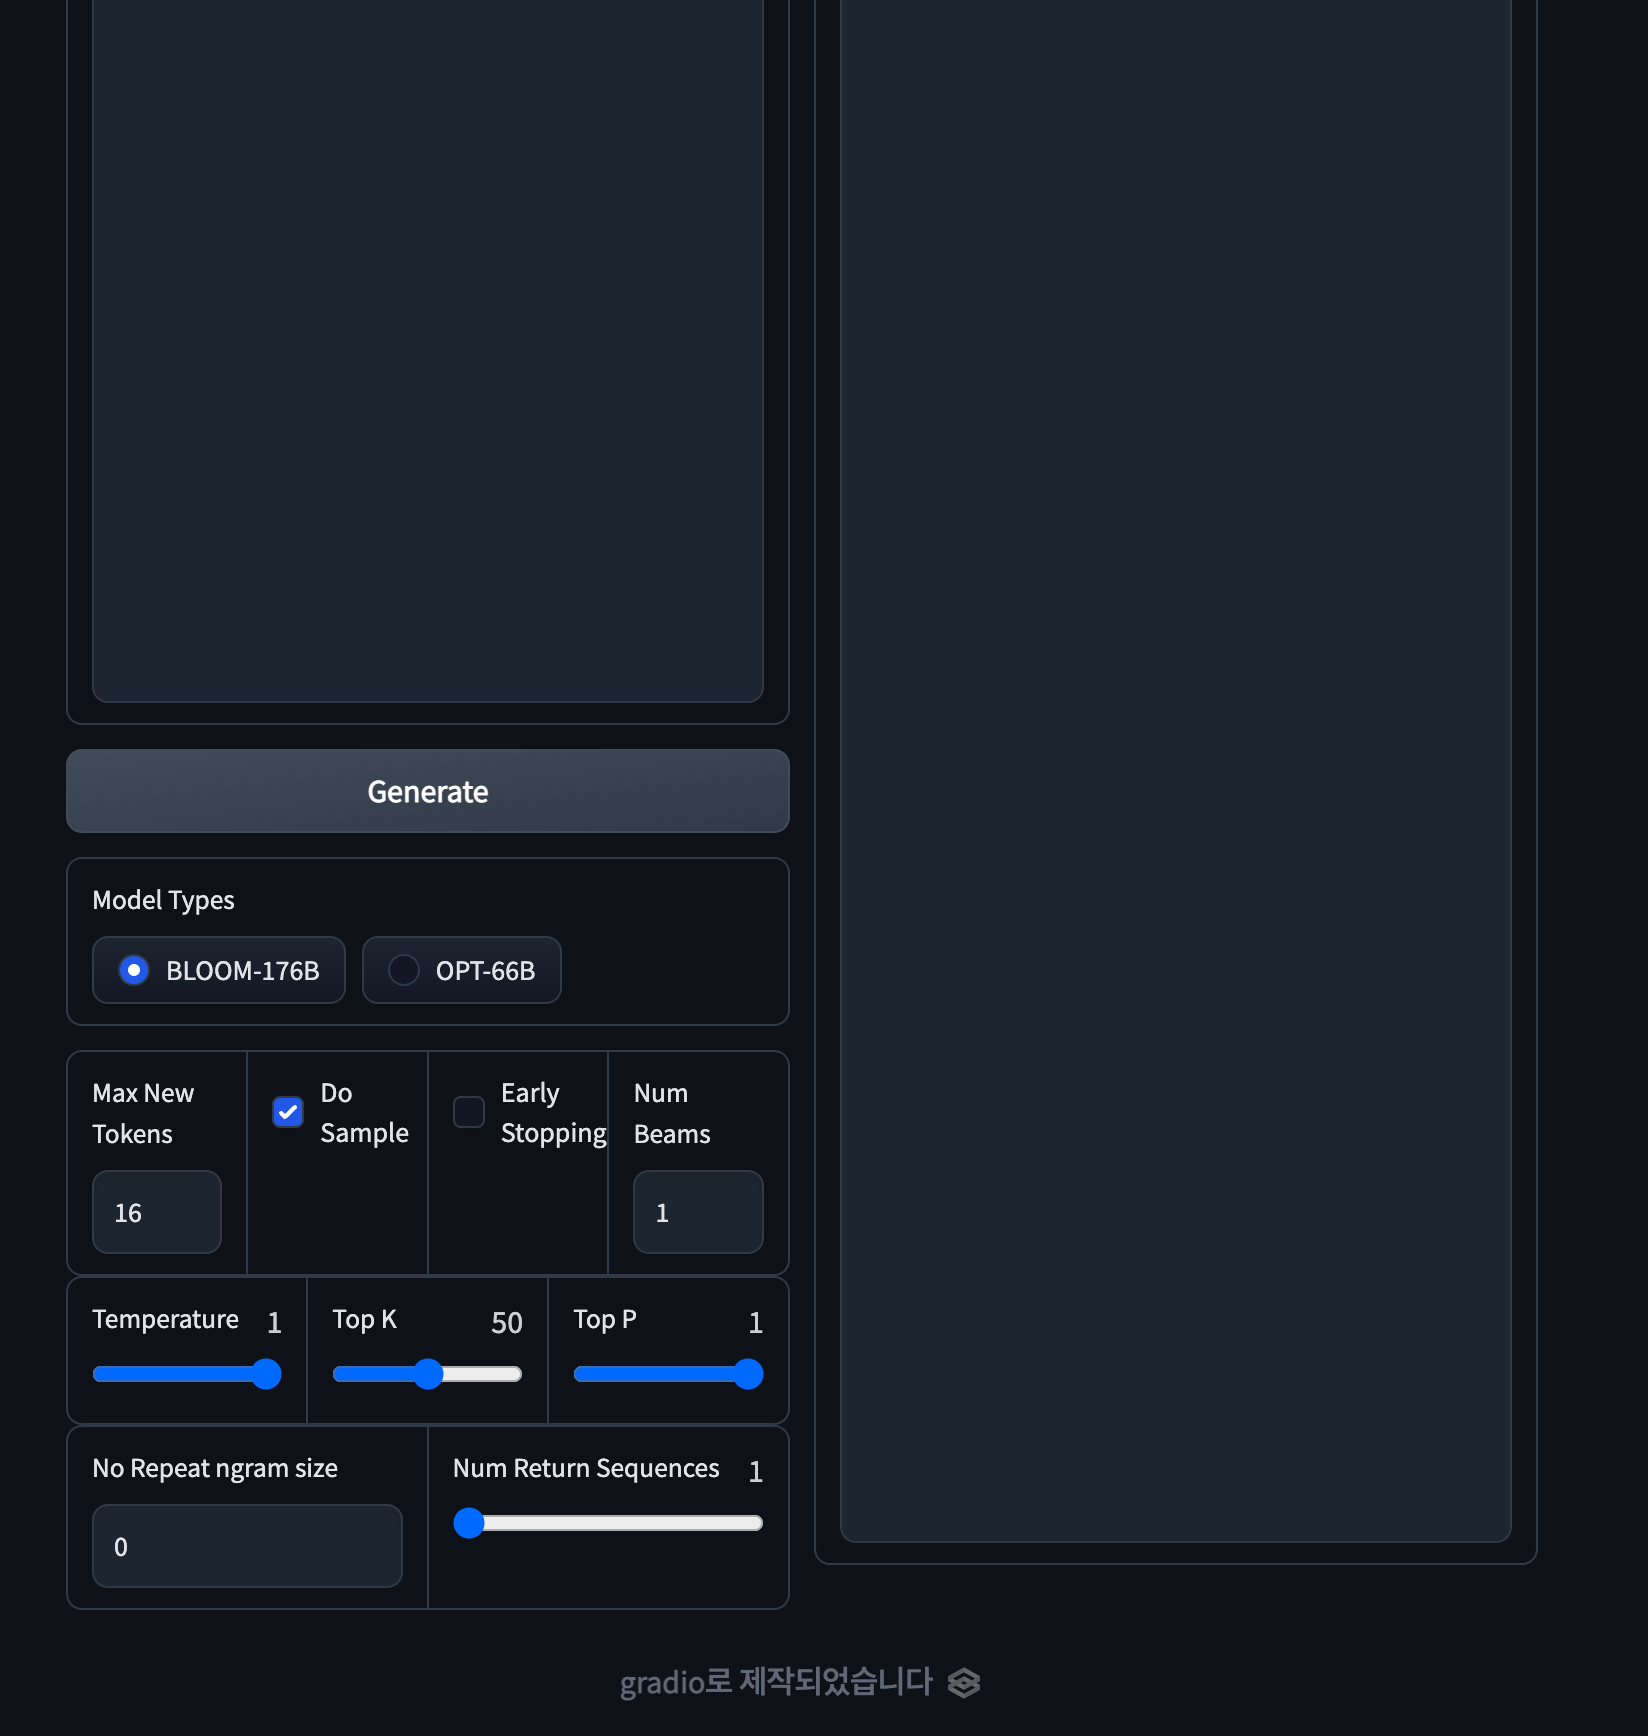 Generate
Model Types
BLOOM-176B
OPT-66B
Max New
Tokens
16
Do
Sample
Early
Stopping
Num
Beams
1
Temperature 1
Top K 50
Top P 1
No Repeat ngram size
0
Num Return Sequences 1
gradio로 제작되었습니다